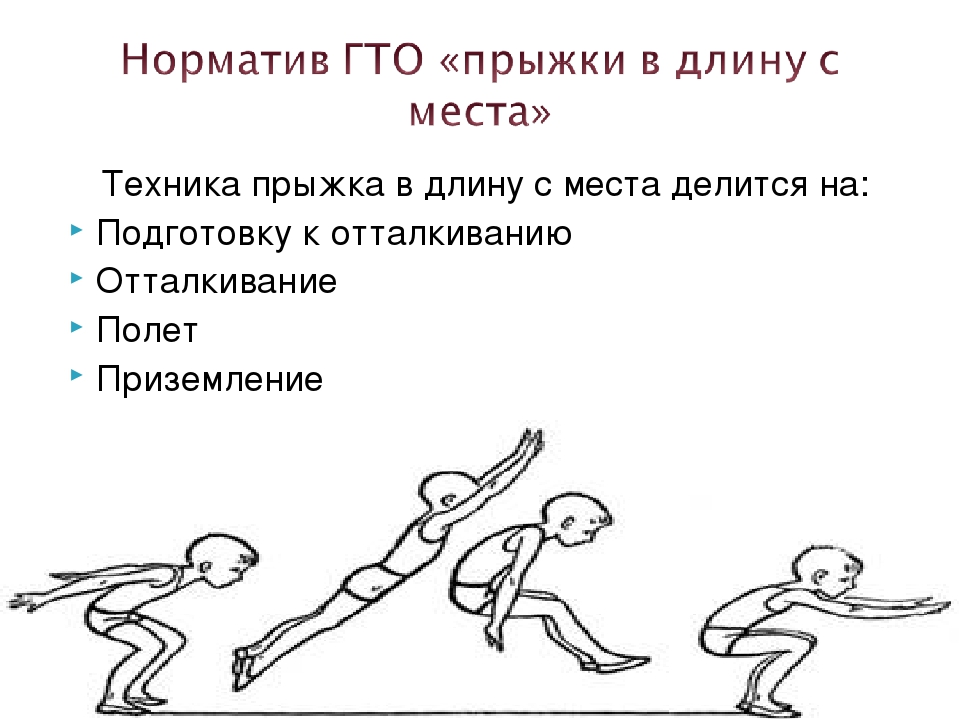 Норматив ГТО «прыжки в длину с
места»
Техника прыжка в длину с места делится на:
Подготовку к отталкиванию
Отталкивание
Полет
Приземление